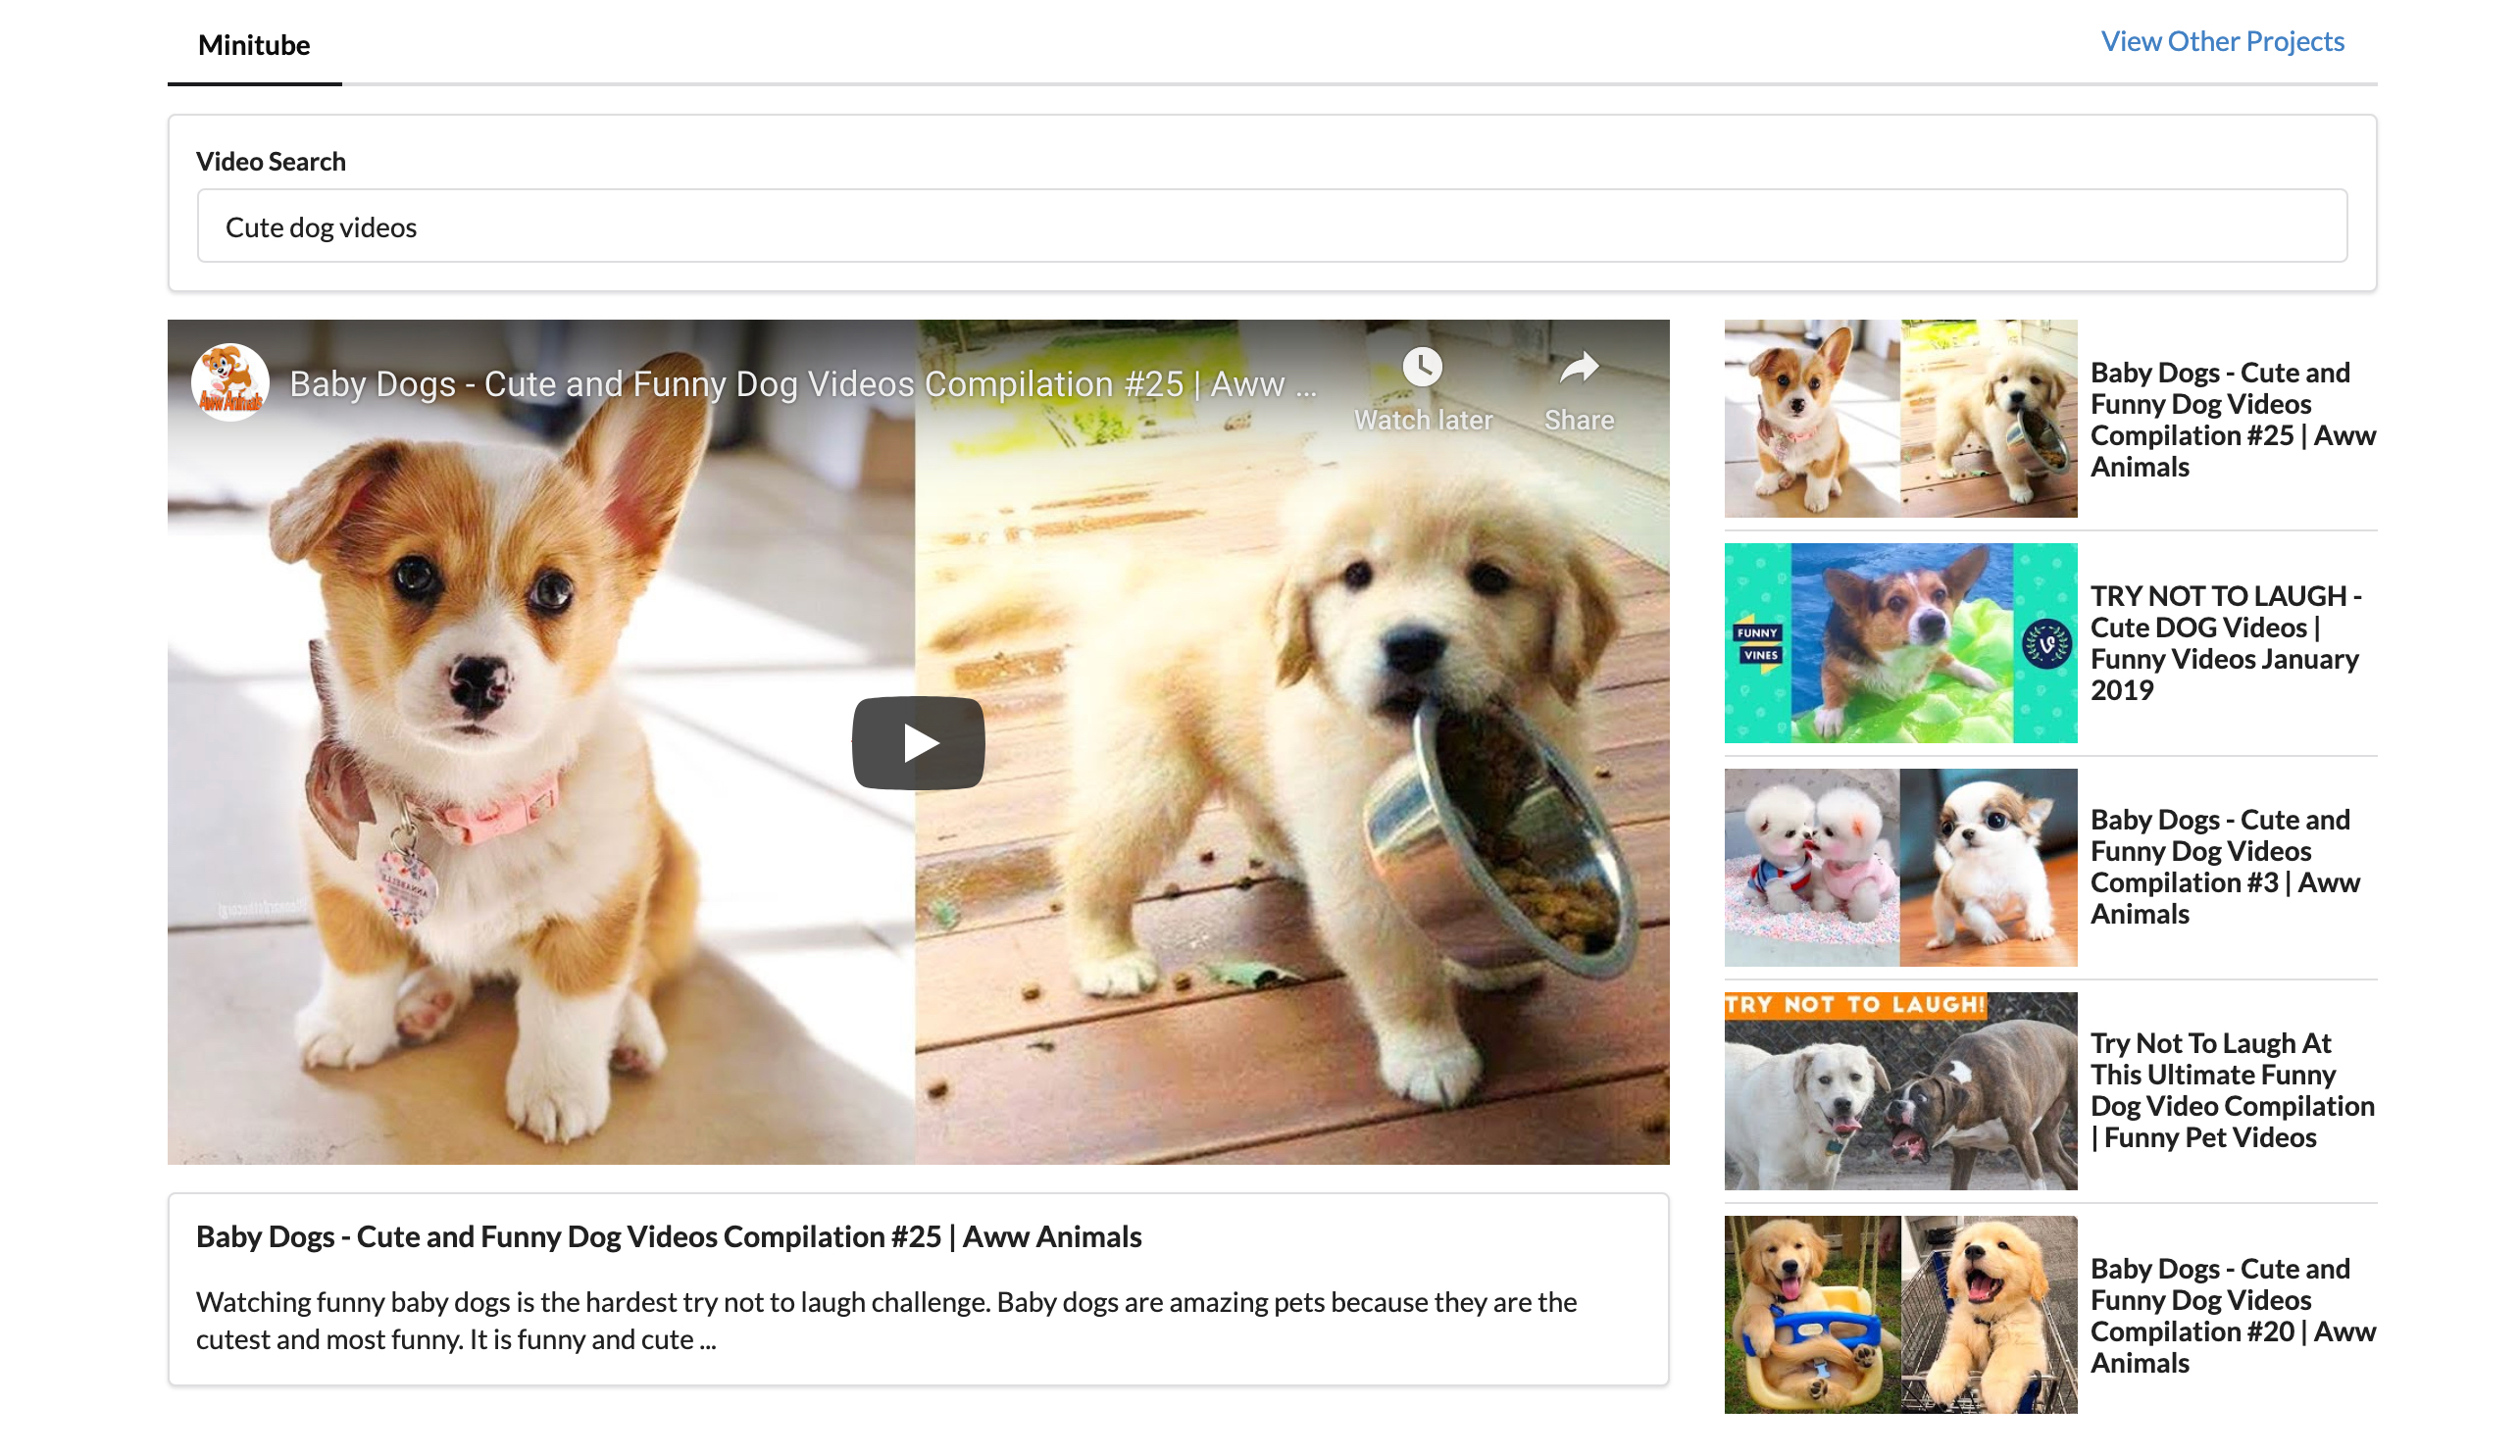 Minitube
View Other Projects
Video Search
Cute dog videos
Aww Animals
Baby Dogs - Cute and Funny Dog Videos Compilation #25 | Aww ...
Watch later
Share
ANNABELLE
Baby Dogs - Cute and Funny Dog Videos Compilation #25 | Aww Animals
Watching funny baby dogs is the hardest try not to laugh challenge. Baby dogs are amazing pets because they are the
cutest and most funny. It is funny and cute ...
Baby Dogs - Cute and
Funny Dog Videos
Compilation #25 | Aww
Animals
FUNNY
VINES
TRY NOT TO LAUGH -
Cute DOG Videos |
Funny Videos January
2019
Baby Dogs - Cute and
Funny Dog Videos
Compilation #3 | Aww
Animals
TRY NOT TO LAUGH!
Try Not To Laugh At
This Ultimate Funny
Dog Video Compilation
| Funny Pet Videos
Baby Dogs - Cute and
Funny Dog Videos
Compilation #20 | Aww
Animals